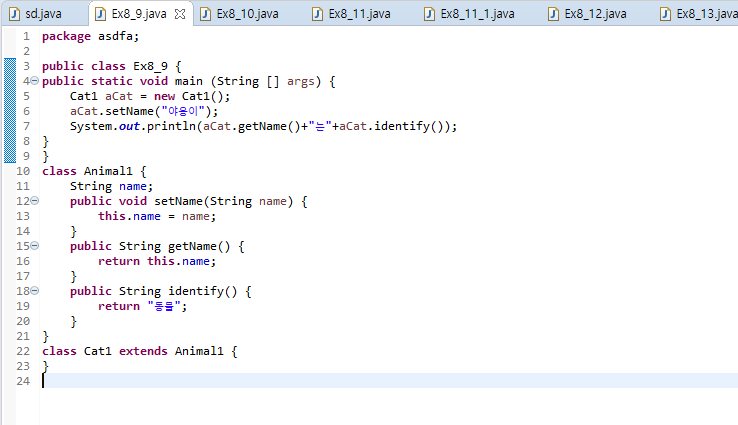 sd.java Ex8_9.java Ex8_10.java Ex8_11.java Ex8_11_1.java Ex8_12.java Ex8_13.java
1 package asdfa;
2
3 public class Ex8_9 {
4 public static void main (String [] args) {
5 Cat1 aCat = new Cat1();
6 aCat.setName("야옹이");
7 System.out.println(aCat.getName()+"는"+aCat.identify());
8 }
9 }
10 class Animal1 {
11 String name;
12 public void setName(String name) {
13 this.name = name;
14 }
15 public String getName() {
16 return this.name;
17 }
18 public String identify() {
19 return "동물";
20 }
21 }
22 class Cat1 extends Animal1 {
23 }
24